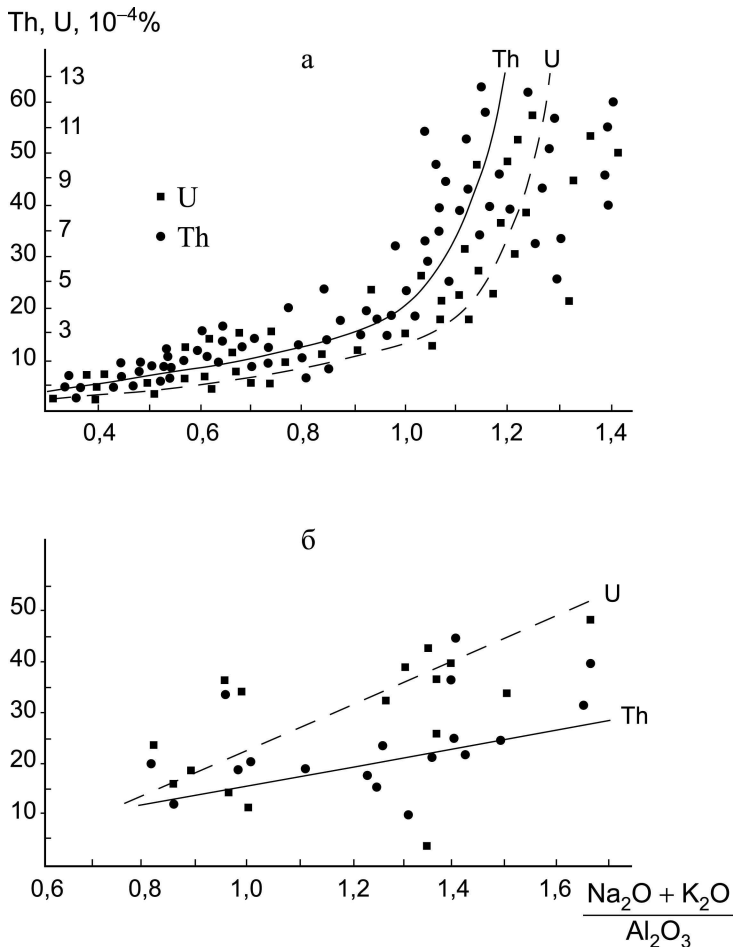 Th, U, 10⁻⁴%
а
Th U
13
60
11
50
9
40
7
30
5
20
3
10
U
Th
0,4 0,6 0,8 1,0 1,2 1,4
б
U
50
40
30
Th
20
10
0,6 0,8 1,0 1,2 1,4 1,6
Na₂O + K₂O
Al₂O₃